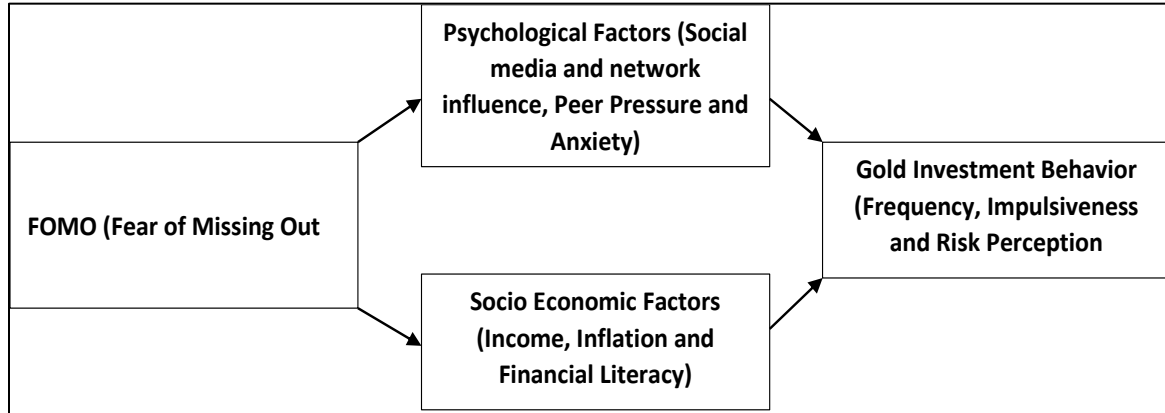 Psychological Factors (Social
media and network
influence, Peer Pressure and
Anxiety)
FOMO (Fear of Missing Out
Gold Investment Behavior
(Frequency, Impulsiveness
and Risk Perception
Socio Economic Factors
(Income, Inflation and
Financial Literacy)